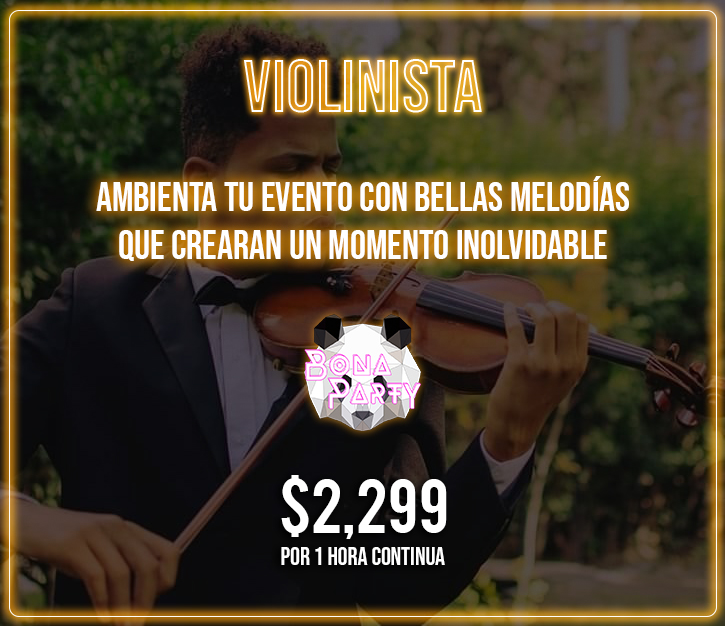 VIOLINISTA
AMBIENTA TU EVENTO CON BELLAS MELODÍAS
QUE CREARAN UN MOMENTO INOLVIDABLE
BONA
PARTY
$2,299
POR 1 HORA CONTINUA